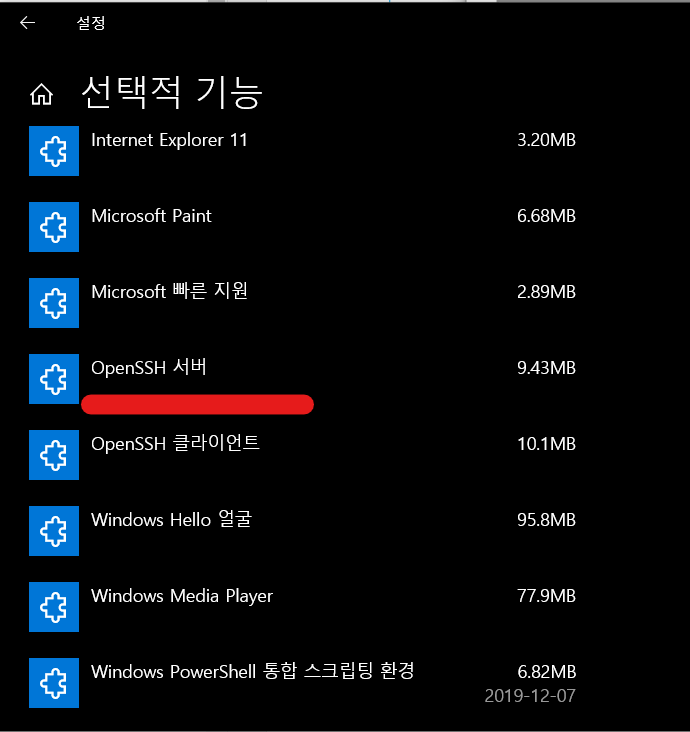 설정
선택적 기능
Internet Explorer 11 3.20MB
Microsoft Paint 6.68MB
Microsoft 빠른 지원 2.89MB
OpenSSH 서버 9.43MB
OpenSSH 클라이언트 10.1MB
Windows Hello 얼굴 95.8MB
Windows Media Player 77.9MB
Windows PowerShell 통합 스크립팅 환경 6.82MB
2019-12-07